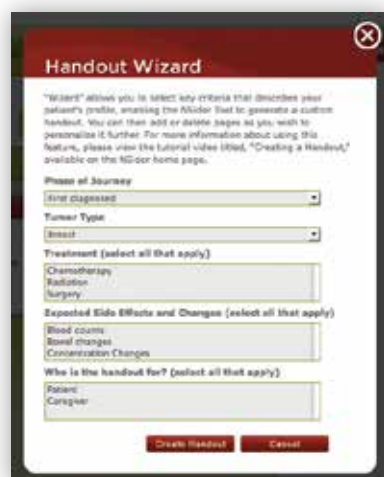 Handout Wizard
"Wizard" allows you to select key criteria that describes your
patient's profile, enabling the NGider tool to generate a custom
handout. You can then add or delete pages as you wish to
personalize it further. For more information about using this
feature, please view the tutorial video titled, "Creating a Handout,"
available on the NGider home page.
Phase of Journey
First diagnosed
Tumor Type
Breast
Treatment (select all that apply)
Chemotherapy
Radiation
Surgery
Expected Side Effects and Changes (select all that apply)
Blood counts
Bowel changes
Concentration Changes
Who is the handout for? (select all that apply)
Patient
Caregiver
Create Handout
Cancel